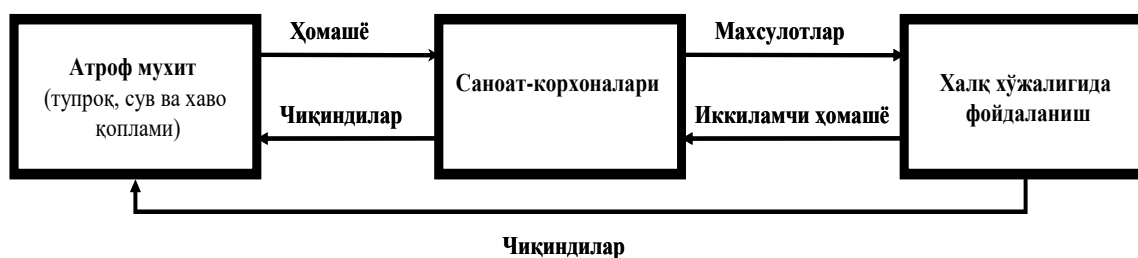 Ҳомашё
Махсулотлар
Атроф мухит
(тупроқ, сув ва хаво
қоплами)
Саноат-корхоналари
Халқ хўжалигида
фойдаланиш
Чиқиндилар
Иккиламчи ҳомашё
Чиқиндилар